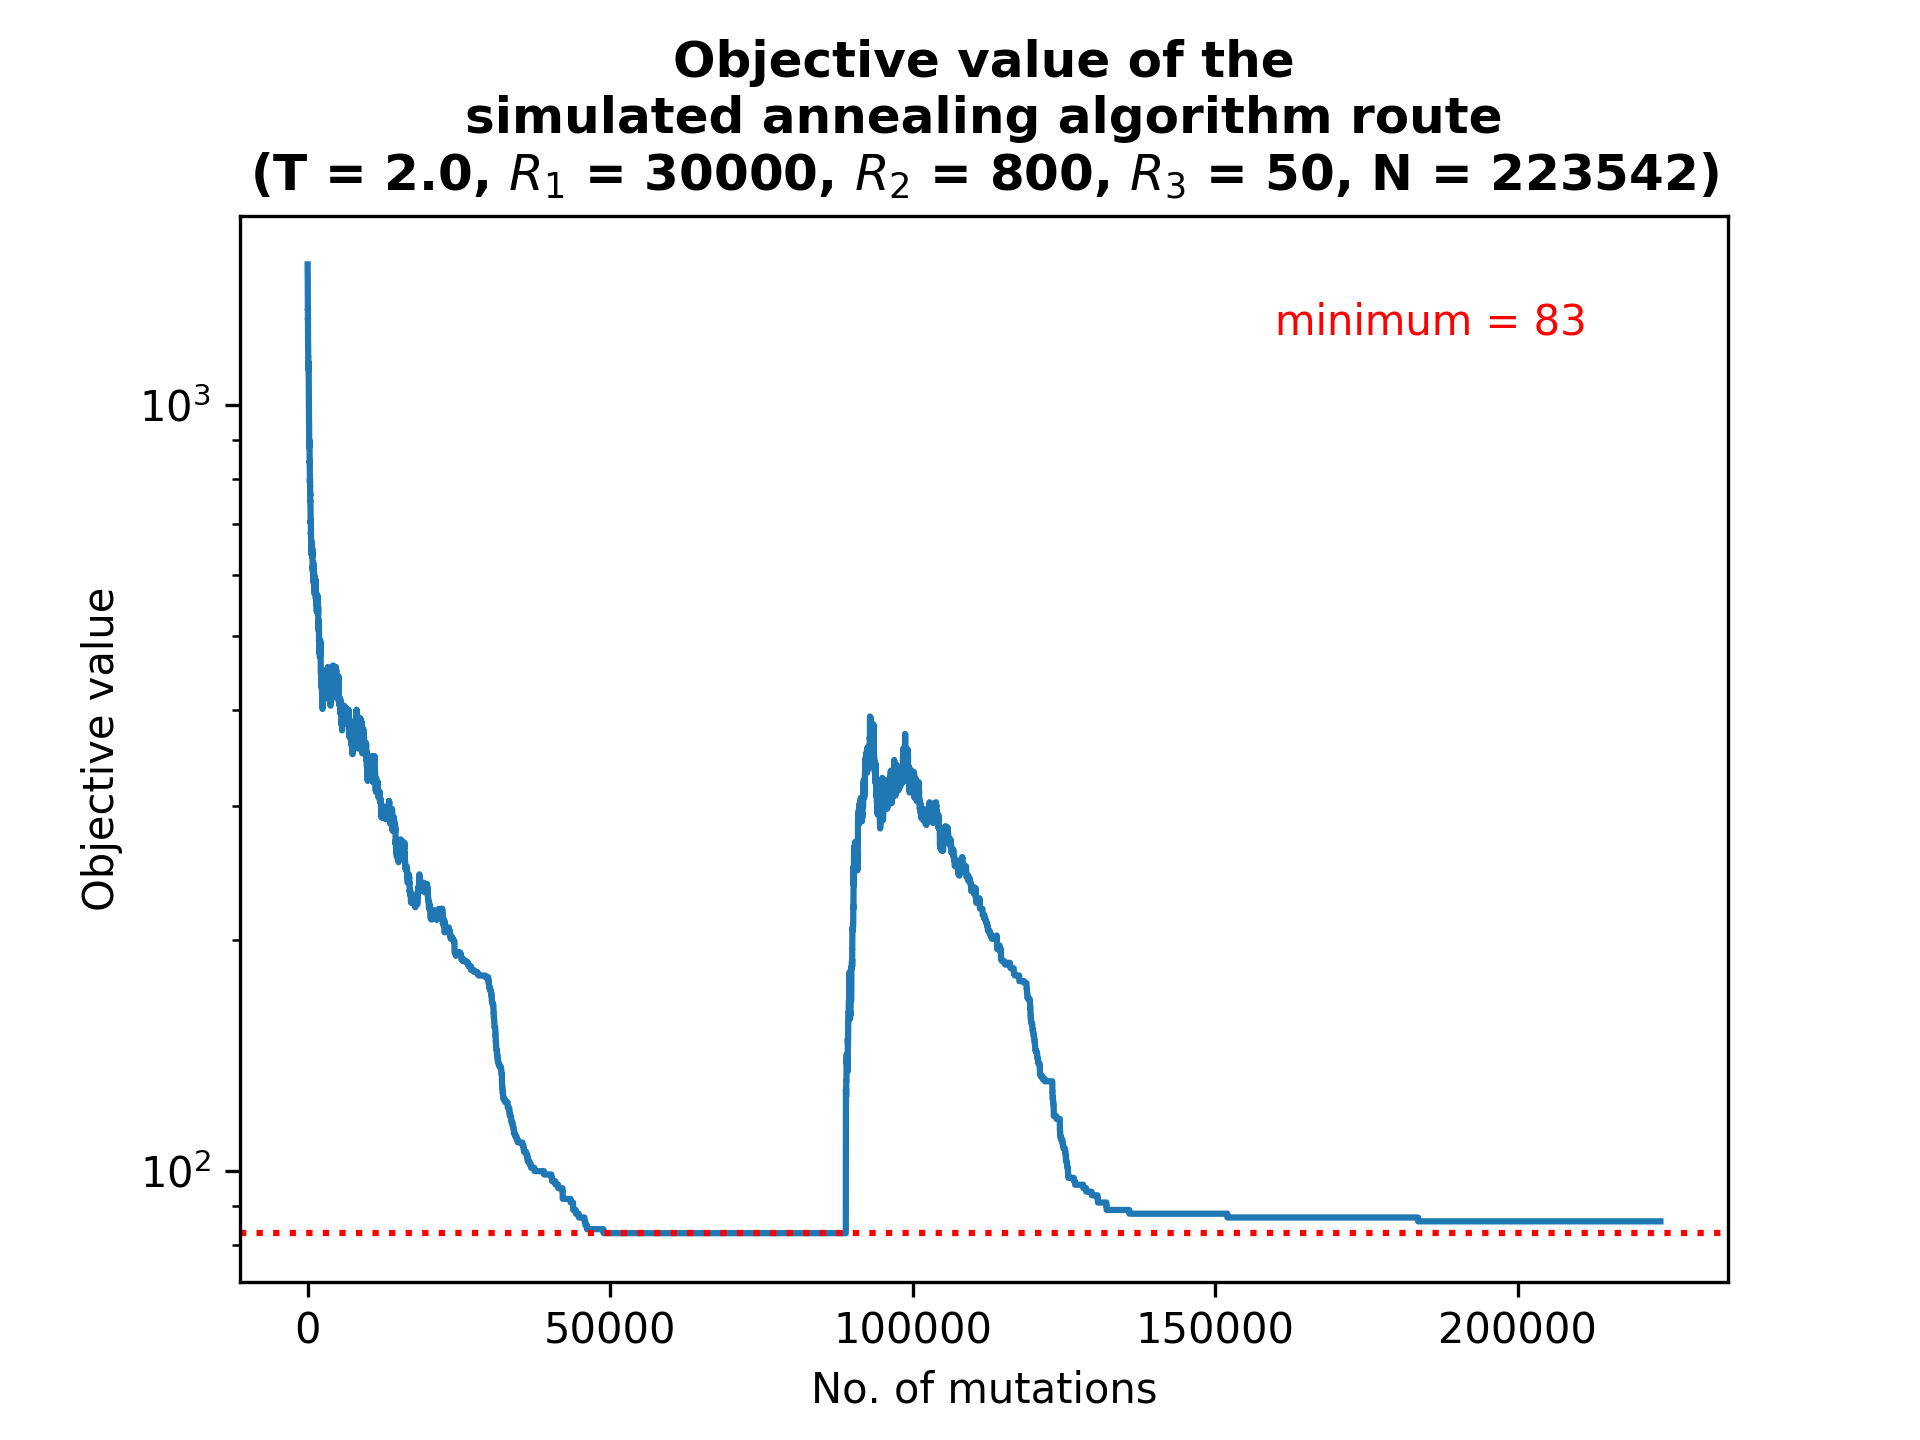 Objective value of the
simulated annealing algorithm route
(T = 2.0, R₁ = 30000, R₂ = 800, R₃ = 50, N = 223542)
minimum = 83
10³
10²
Objective value
0 50000 100000 150000 200000
No. of mutations